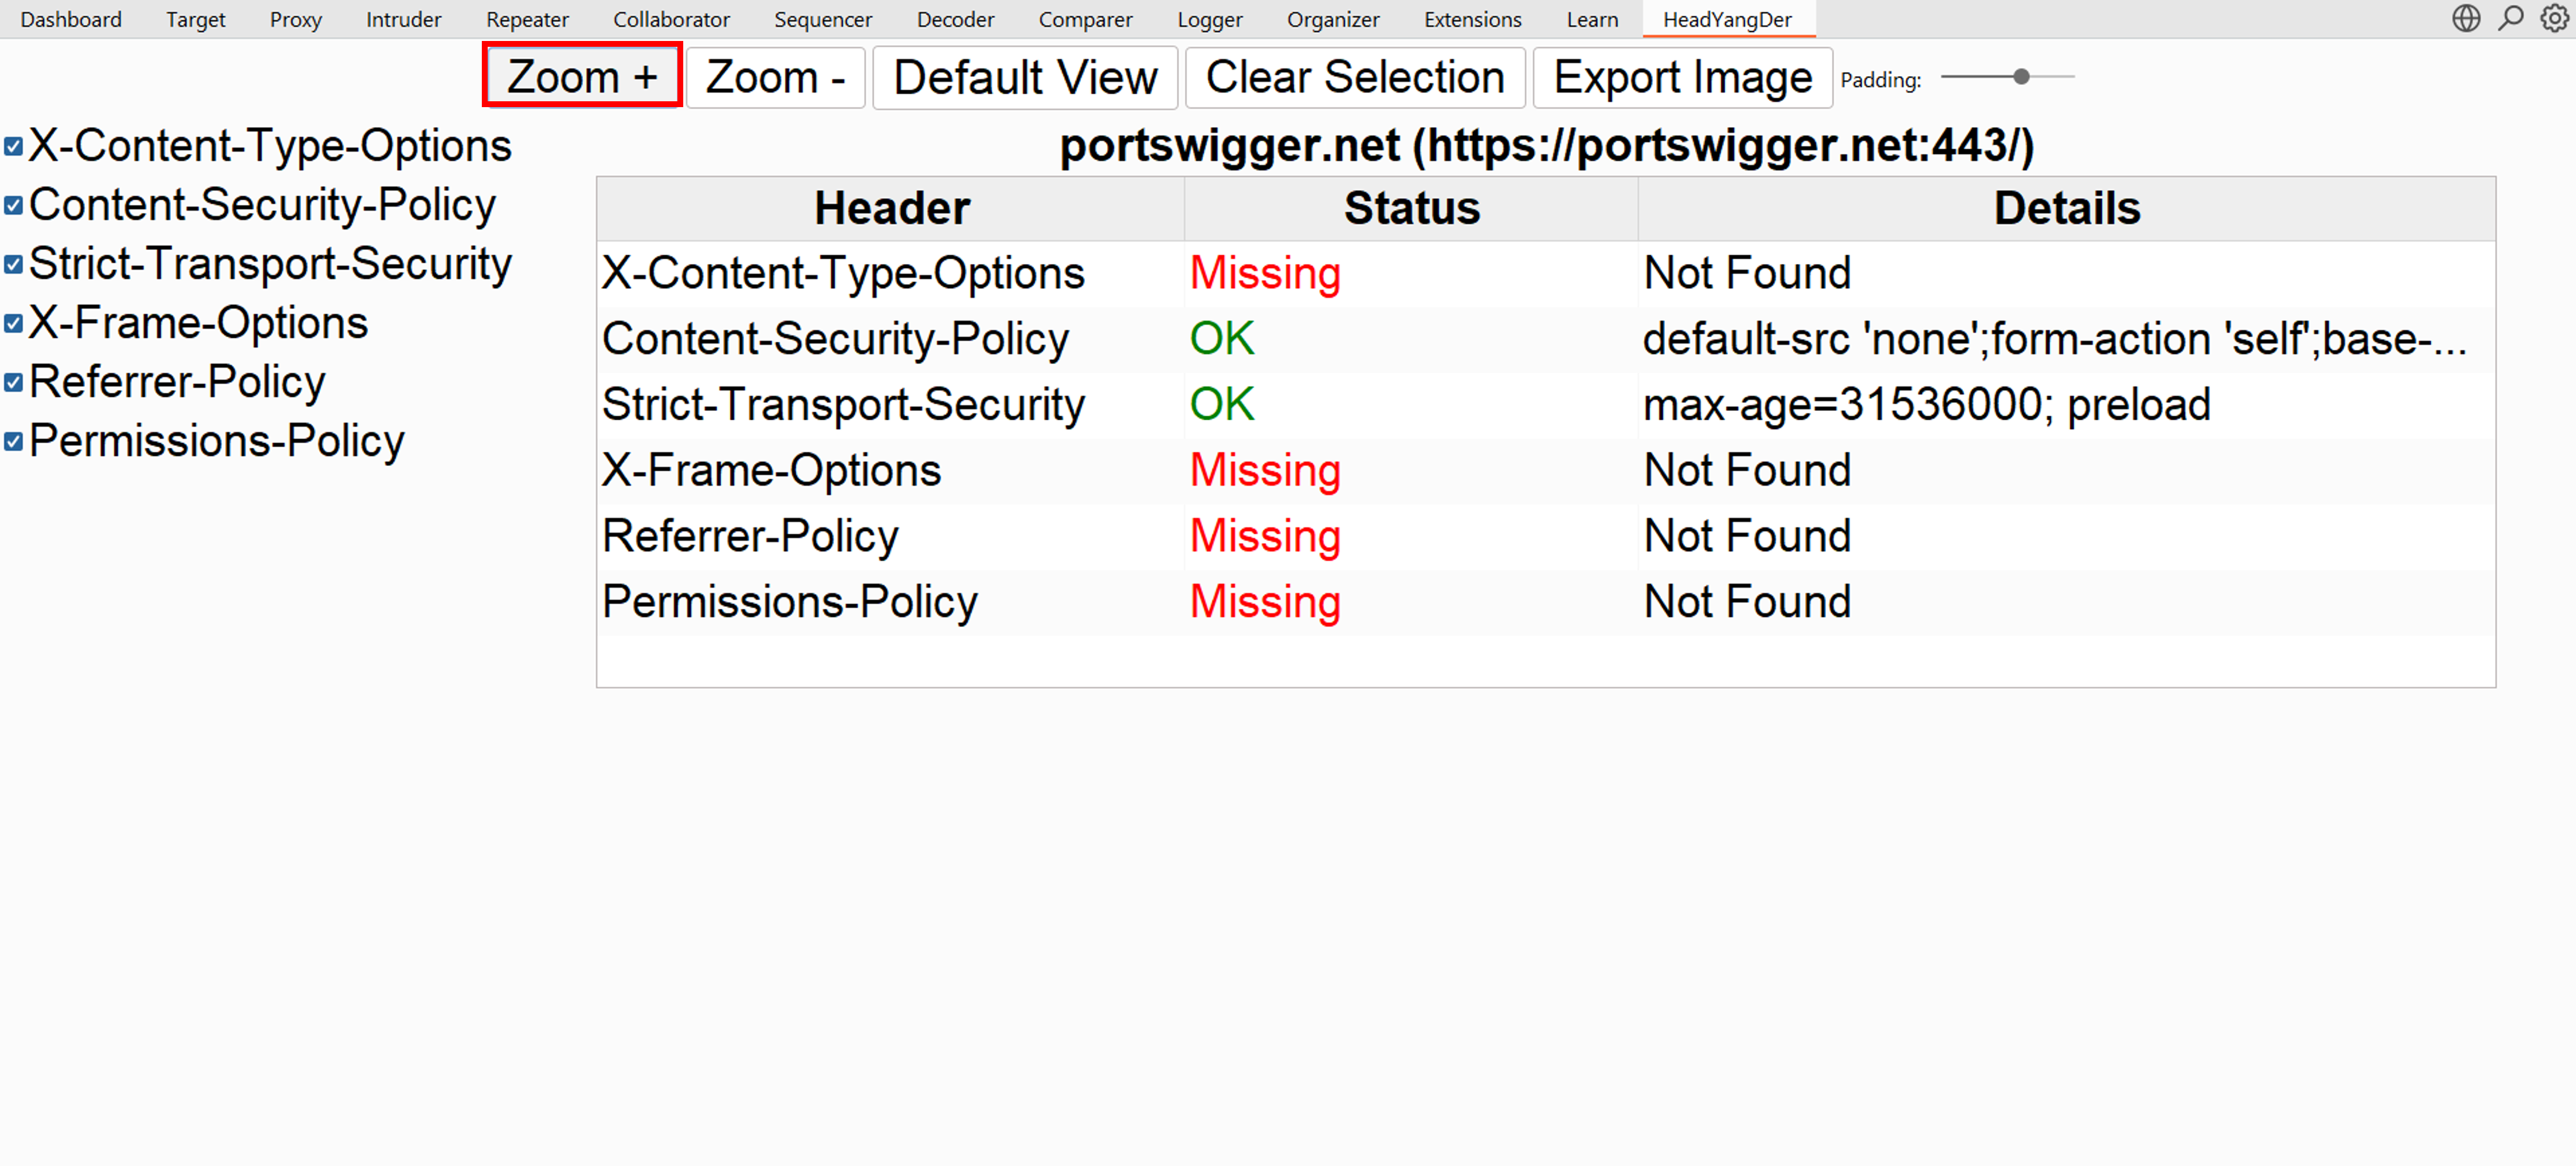 Dashboard Target Proxy Intruder Repeater Collaborator Sequencer Decoder Comparer Logger Organizer Extensions Learn HeadYangDer
Zoom + Zoom - Default View Clear Selection Export Image Padding:
X-Content-Type-Options
Content-Security-Policy
Strict-Transport-Security
X-Frame-Options
Referrer-Policy
Permissions-Policy
portswigger.net (https://portswigger.net:443/)
Header Status Details
X-Content-Type-Options Missing Not Found
Content-Security-Policy OK default-src 'none';form-action 'self';base-...
Strict-Transport-Security OK max-age=31536000; preload
X-Frame-Options Missing Not Found
Referrer-Policy Missing Not Found
Permissions-Policy Missing Not Found